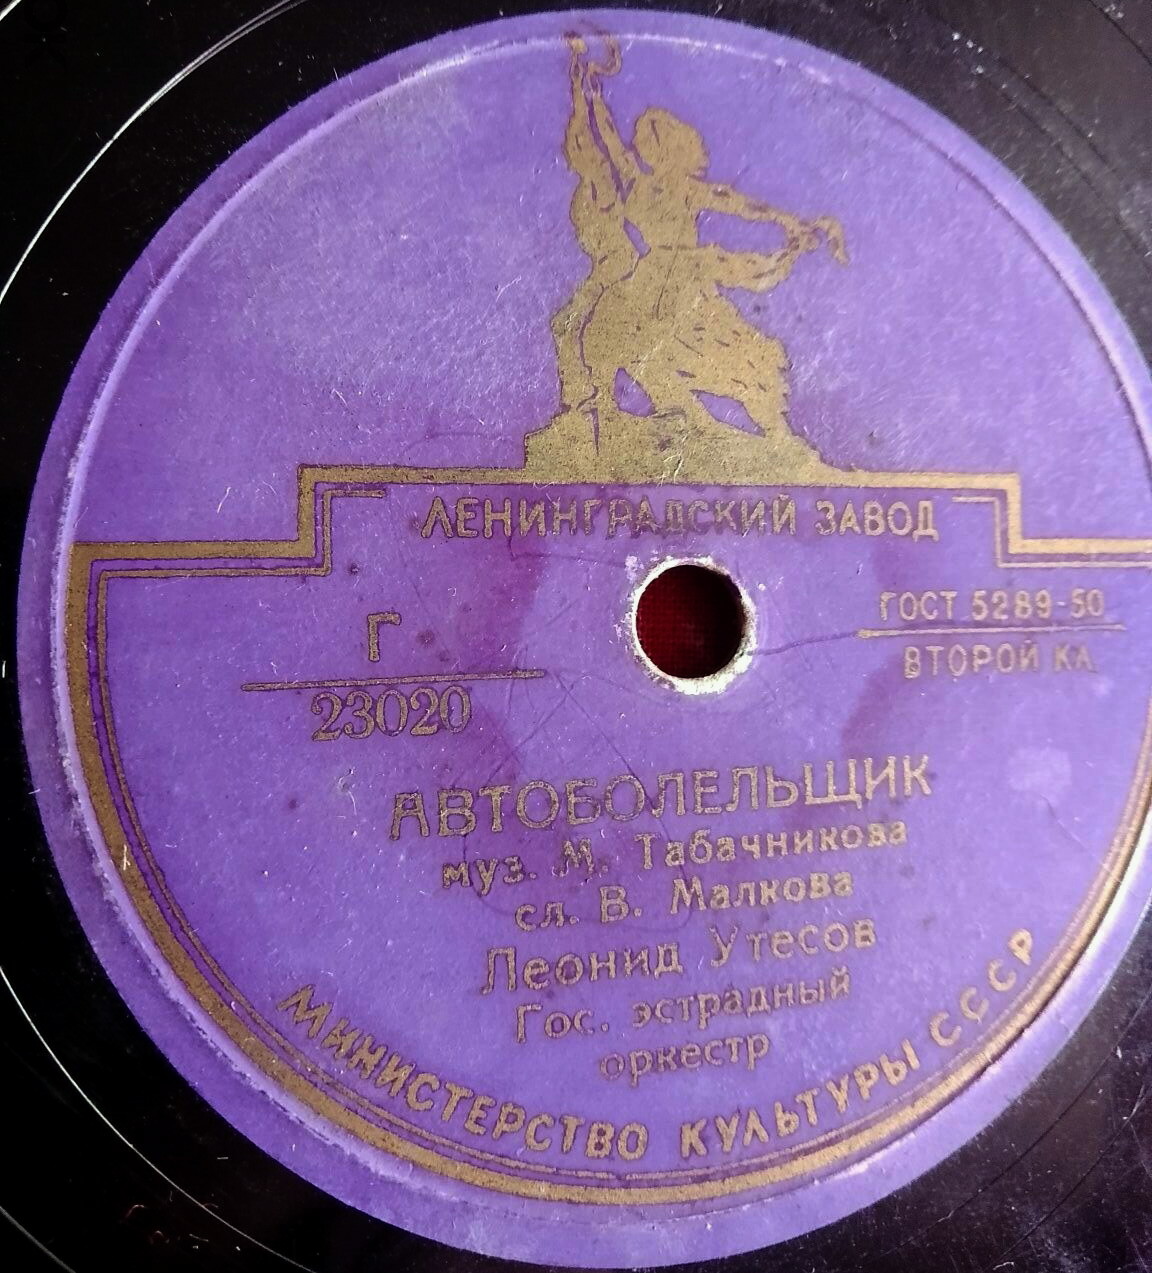 ЛЕНИНГРАДСКИЙ ЗАВОД
Г
23020
ГОСТ 5289-50
ВТОРОЙ КЛ.
АВТОБОЛЕЛЬЩИК
муз. М. Табачникова
сл. В. Малкова
Леонид Утесов
Гос. эстрадный
оркестр
МИНИСТЕРСТВО КУЛЬТУРЫ СССР